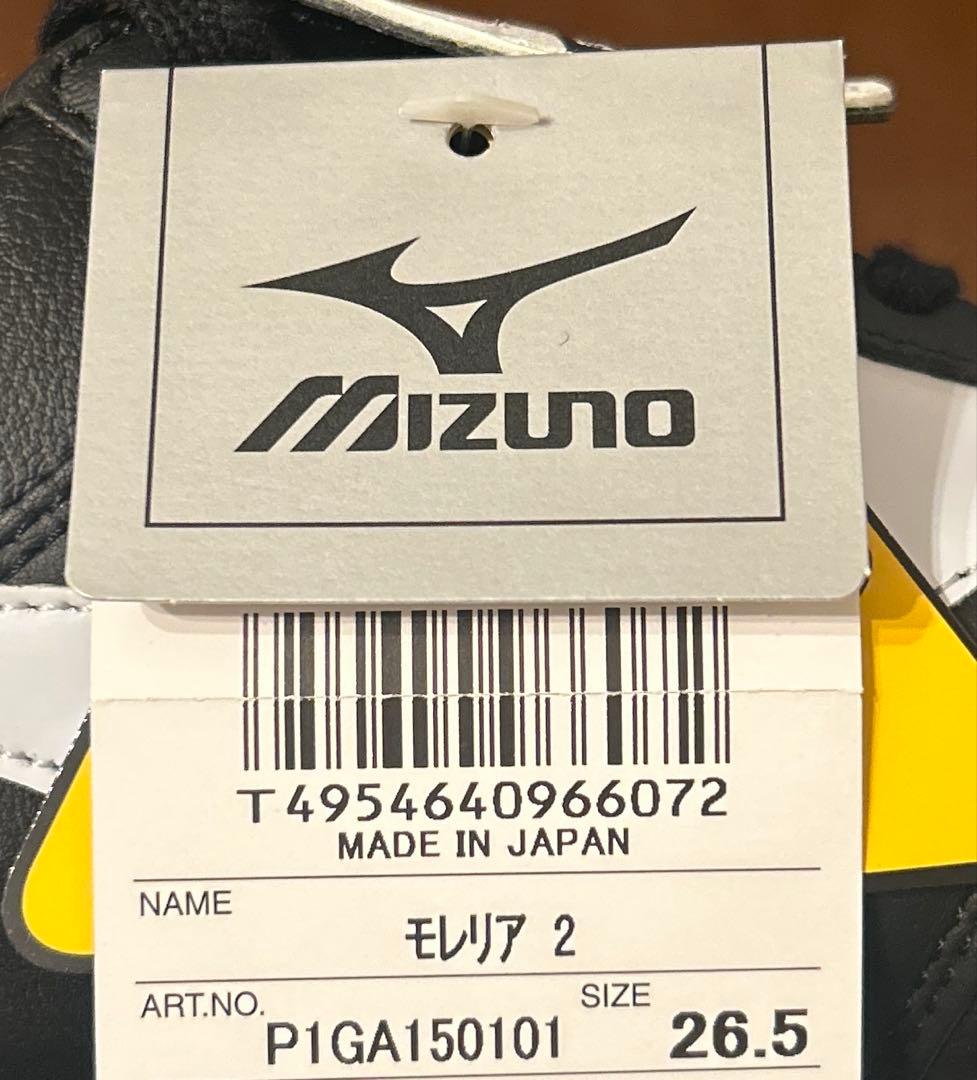 MIZUNO
T4954640966072
MADE IN JAPAN
NAME
モレリア 2
ART.NO.
SIZE
P1GA150101
26.5